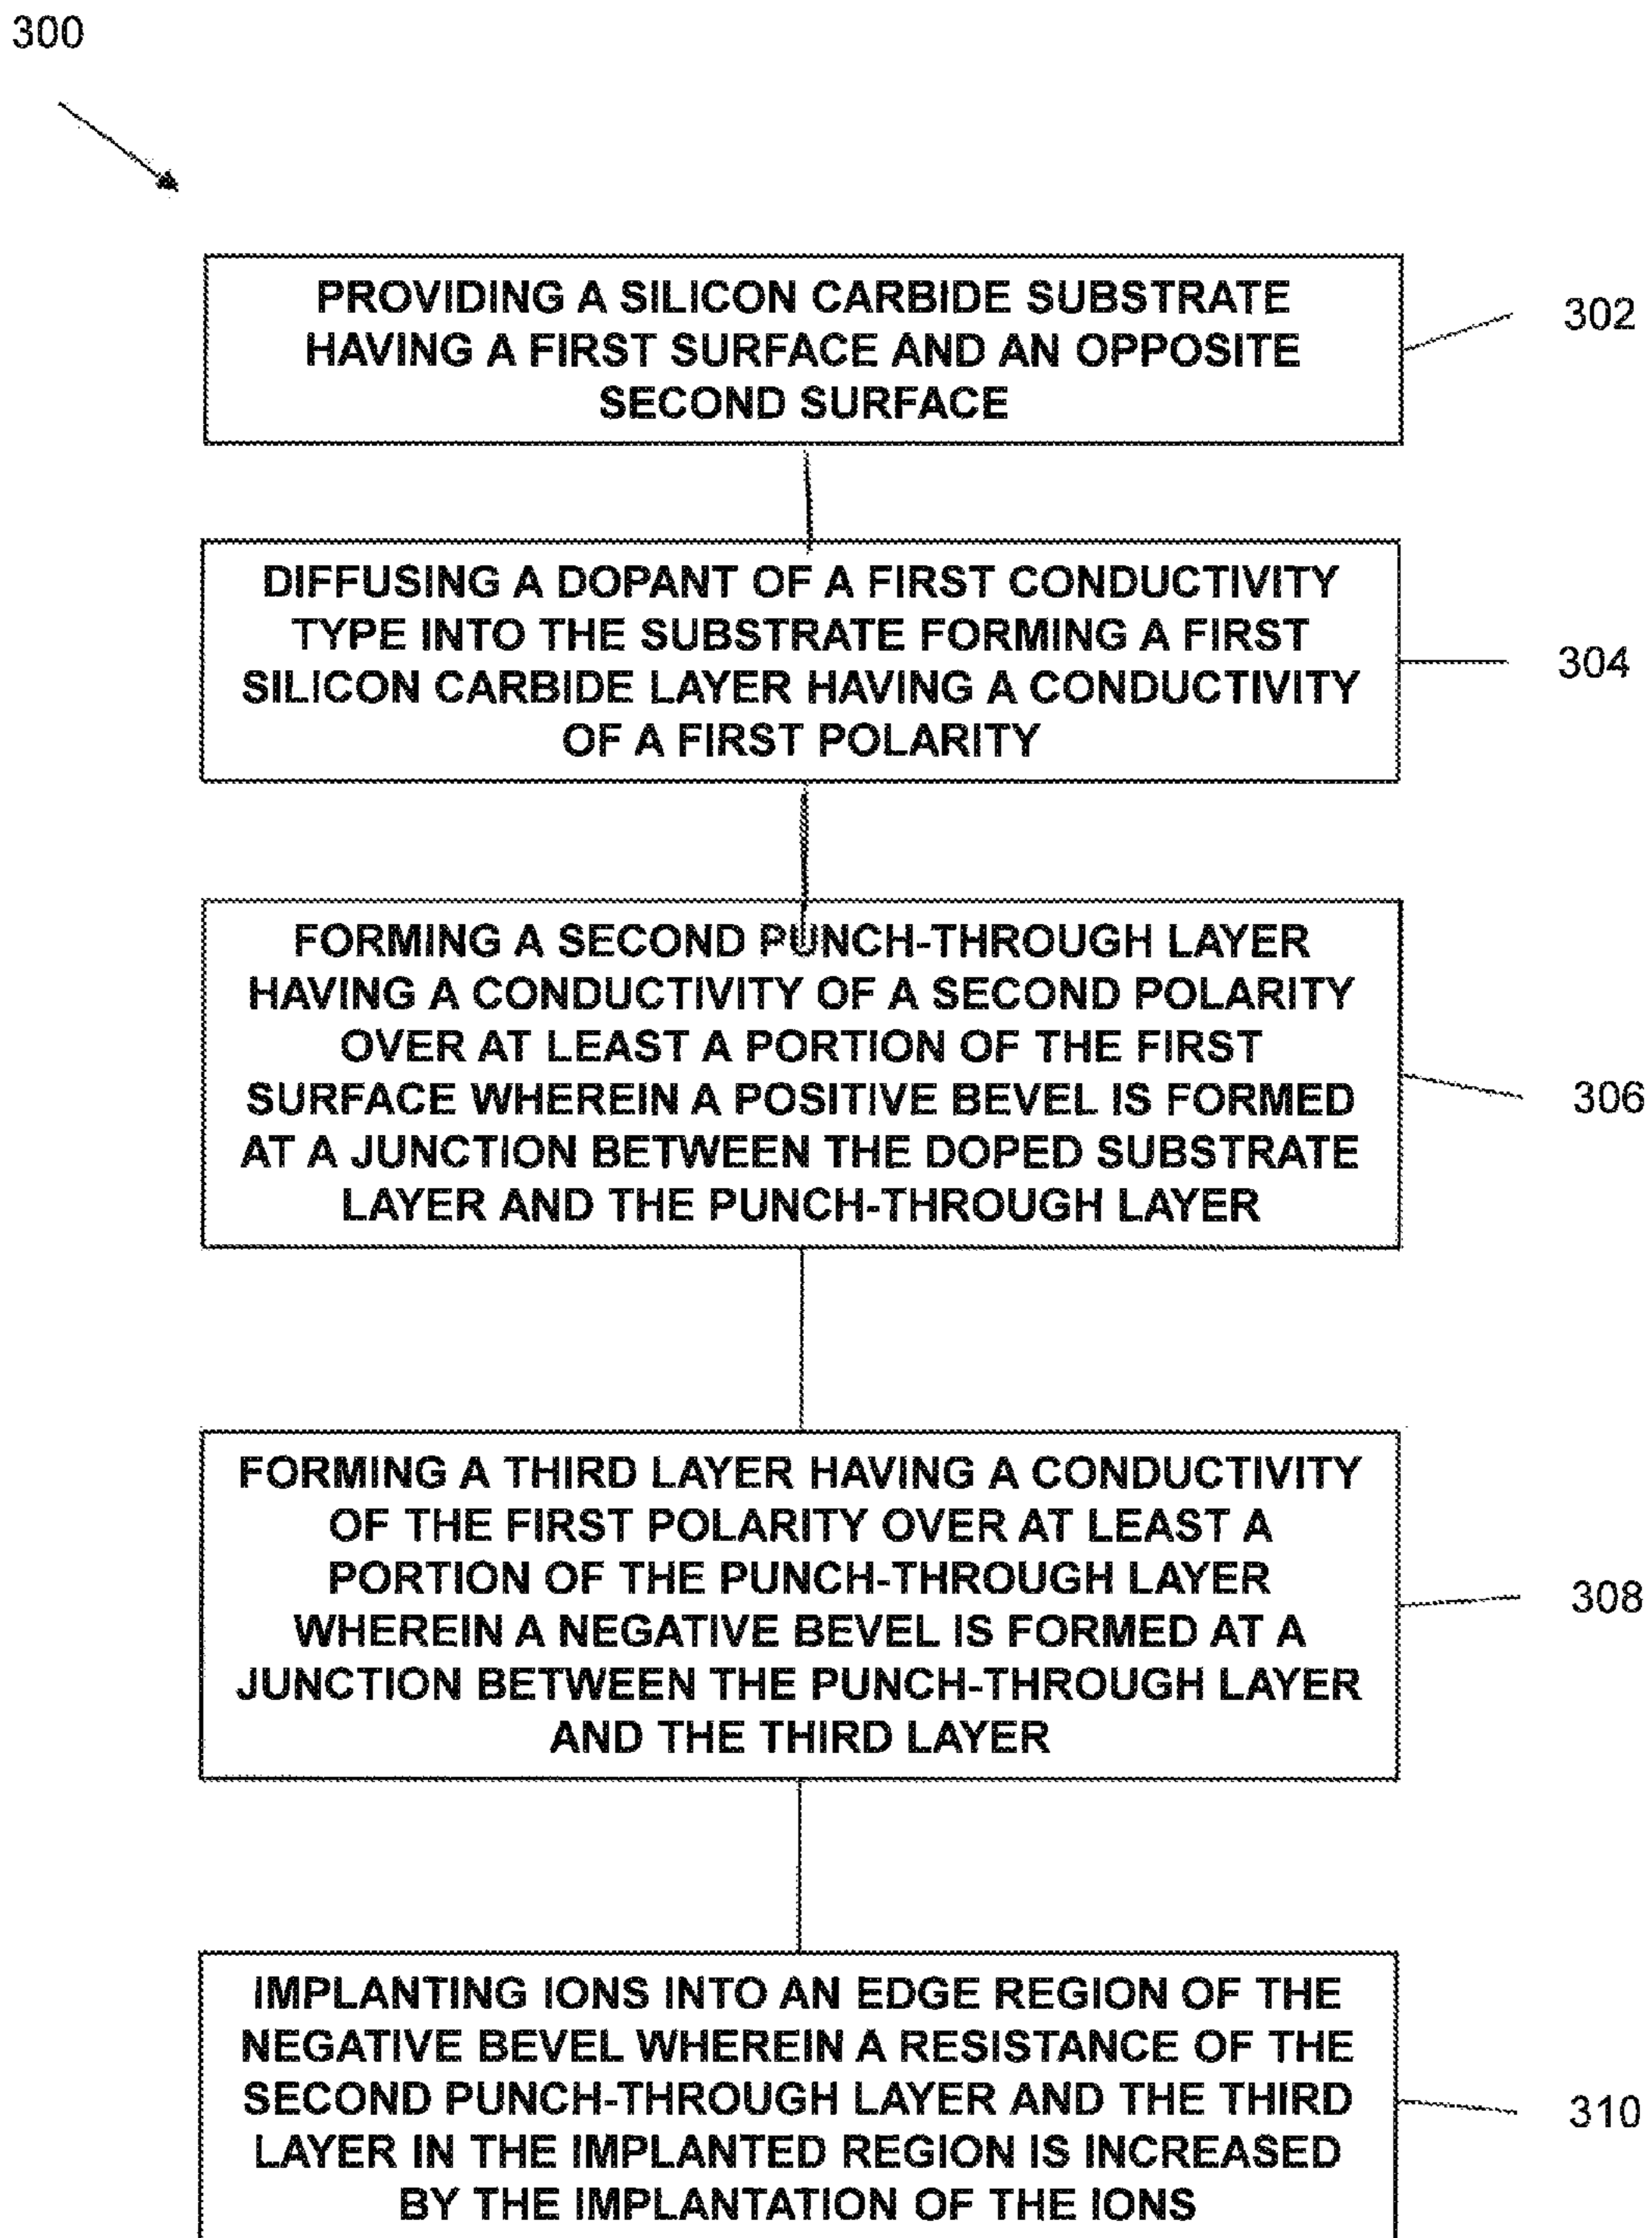 300
PROVIDING A SILICON CARBIDE SUBSTRATE
HAVING A FIRST SURFACE AND AN OPPOSITE
SECOND SURFACE
302
DIFFUSING A DOPANT OF A FIRST CONDUCTIVITY
TYPE INTO THE SUBSTRATE FORMING A FIRST
SILICON CARBIDE LAYER HAVING A CONDUCTIVITY
OF A FIRST POLARITY
304
FORMING A SECOND PUNCH-THROUGH LAYER
HAVING A CONDUCTIVITY OF A SECOND POLARITY
OVER AT LEAST A PORTION OF THE FIRST
SURFACE WHEREIN A POSITIVE BEVEL IS FORMED
AT A JUNCTION BETWEEN THE DOPED SUBSTRATE
LAYER AND THE PUNCH-THROUGH LAYER
306
FORMING A THIRD LAYER HAVING A CONDUCTIVITY
OF THE FIRST POLARITY OVER AT LEAST A
PORTION OF THE PUNCH-THROUGH LAYER
WHEREIN A NEGATIVE BEVEL IS FORMED AT A
JUNCTION BETWEEN THE PUNCH-THROUGH LAYER
AND THE THIRD LAYER
308
IMPLANTING IONS INTO AN EDGE REGION OF THE
NEGATIVE BEVEL WHEREIN A RESISTANCE OF THE
SECOND PUNCH-THROUGH LAYER AND THE THIRD
LAYER IN THE IMPLANTED REGION IS INCREASED
BY THE IMPLANTATION OF THE IONS
310